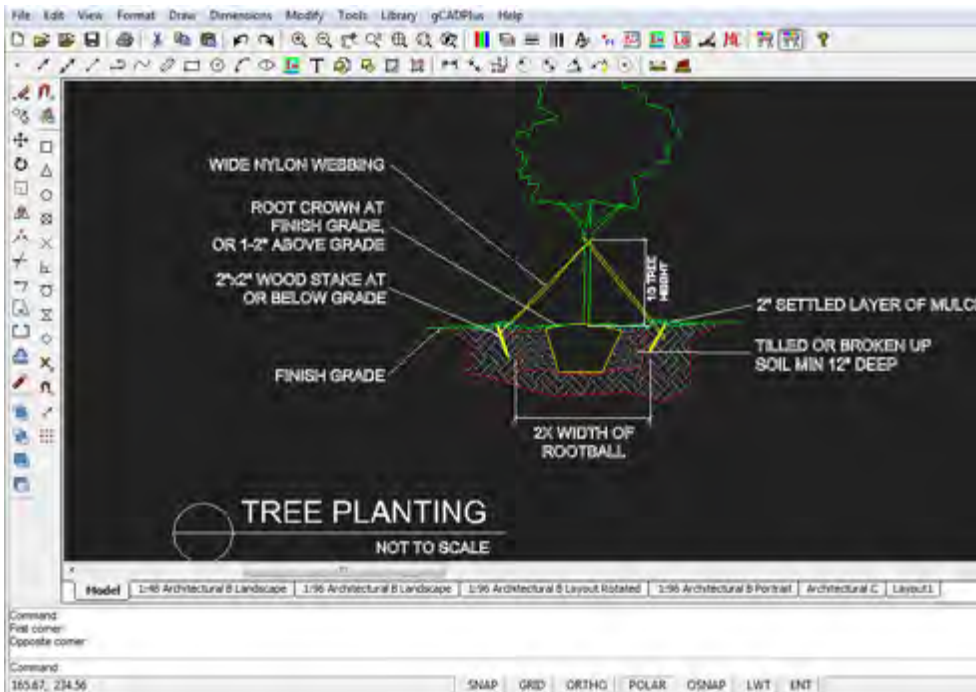 File Edit View Format Draw Dimensions Modify Tools Library gCADPlus Help
WIDE NYLON WEBBING
ROOT CROWN AT
FINISH GRADE,
OR 1-2" ABOVE GRADE
2"x2" WOOD STAKE AT
OR BELOW GRADE
FINISH GRADE
1/3 TREE
HEIGHT
2" SETTLED LAYER OF MULC
TILLED OR BROKEN UP
SOIL MIN 12" DEEP
2X WIDTH OF
ROOTBALL
TREE PLANTING
NOT TO SCALE
Model 1:48 Architectural B Landscape 1:96 Architectural B Landscape 1:96 Architectural B Layout Rotated 1:96 Architectural B Portrait Architectural C Layout1
Command
First corner
Opposite corner
Command
165.67, 234.56 SNAP GRID ORTHO POLAR OSNAP LWT ENT